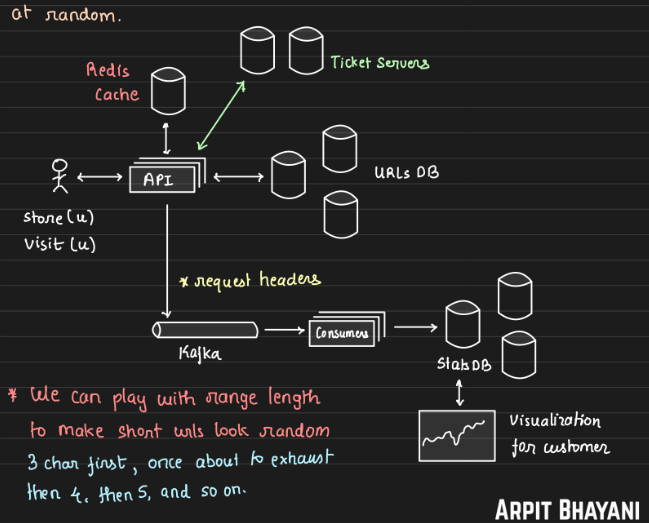 at random.
Redis
Cache
Ticket Servers
API
URLs DB
store (u)
visit (u)
* request headers
Kafka
Consumers
Stats DB
* We can play with range length
to make short urls look random
3 char first, once about to exhaust
then 4, then 5, and so on.
Visualization
for customer
ARPIT BHAYANI